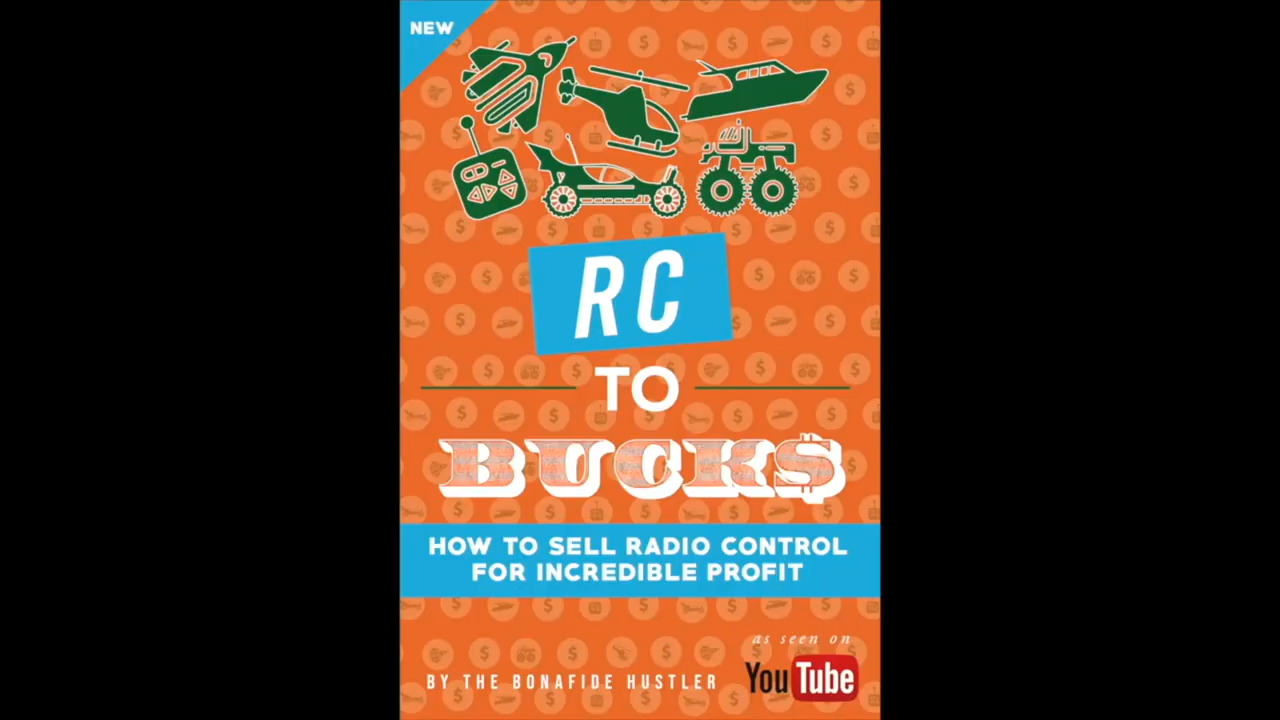 NEW
RC
TO
BUCK$
HOW TO SELL RADIO CONTROL
FOR INCREDIBLE PROFIT
as seen on
BY THE BONAFIDE HUSTLER
YouTube